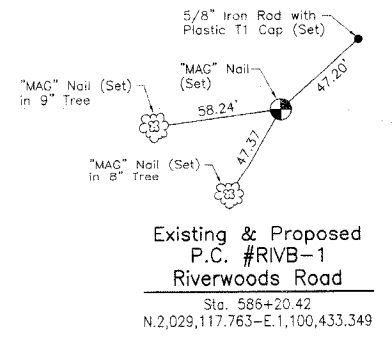 5/8" Iron Rod with
Plastic T1 Cap (Set)
"MAG" Nail
(Set)
"MAG" Nail (Set)
in 9" Tree
58.24'
47.20'
47.37
"MAG" Nail (Set)
in 8" Tree
Existing & Proposed
P.C. #RIVB-1
Riverwoods Road
Sta. 586+20.42
N.2,029,117.763-E.1,100,433.349